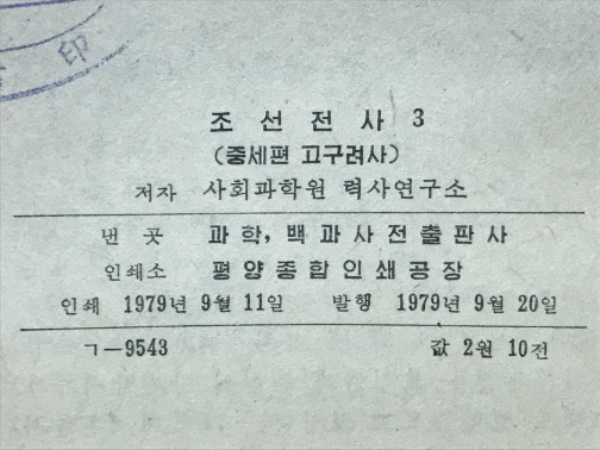 印
조선전사 3
(중세편 고구려사)
저자 사회과학원 력사연구소
낸 곳 과학, 백과사전출판사
인쇄소 평양종합인쇄공장
인쇄 1979년 9월 11일 발행 1979년 9월 20일
ㄱ—9543 값 2원 10전